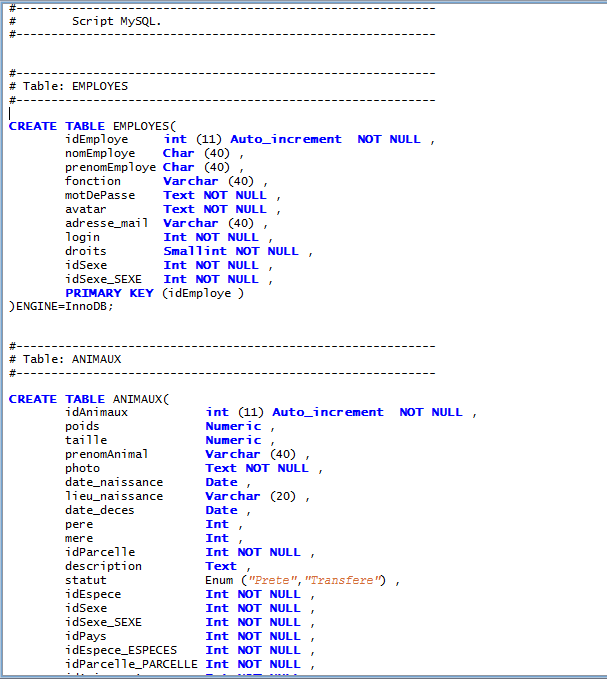 #------------------------------------------------------------
#        Script MySQL.
#------------------------------------------------------------
#------------------------------------------------------------
# Table: EMPLOYES
#------------------------------------------------------------
CREATE TABLE EMPLOYES(
        idEmploye     int (11) Auto_increment  NOT NULL ,
        nomEmploye    Char (40) ,
        prenomEmploye Char (40) ,
        fonction      Varchar (40) ,
        motDePasse    Text NOT NULL ,
        avatar        Text NOT NULL ,
        adresse_mail  Varchar (40) ,
        login         Int NOT NULL ,
        droits        Smallint NOT NULL ,
        idSexe        Int NOT NULL ,
        idSexe_SEXE   Int NOT NULL ,
        PRIMARY KEY (idEmploye )
)ENGINE=InnoDB;
#------------------------------------------------------------
# Table: ANIMAUX
#------------------------------------------------------------
CREATE TABLE ANIMAUX(
        idAnimaux           int (11) Auto_increment  NOT NULL ,
        poids               Numeric ,
        taille              Numeric ,
        prenomAnimal        Varchar (40) ,
        photo               Text NOT NULL ,
        date_naissance      Date ,
        lieu_naissance      Varchar (20) ,
        date_deces          Date ,
        pere                Int ,
        mere                Int ,
        idParcelle          Int NOT NULL ,
        description         Text ,
        statut              Enum ("Prete","Transfere") ,
        idEspece            Int NOT NULL ,
        idSexe              Int NOT NULL ,
        idSexe_SEXE         Int NOT NULL ,
        idPays              Int NOT NULL ,
        idEspece_ESPECES    Int NOT NULL ,
        idParcelle_PARCELLE Int NOT NULL ,